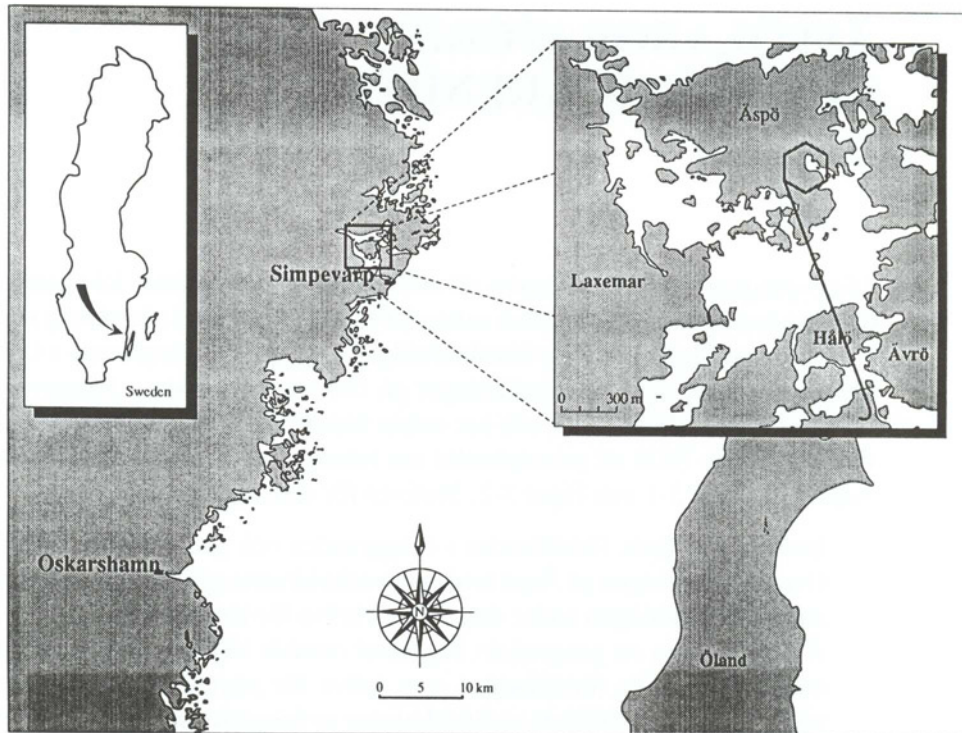 Sweden
Simpevarp
Oskarshamn
N
0 5 10 km
Äspö
Laxemar
Hålö
Ävrö
0 300 m
Öland